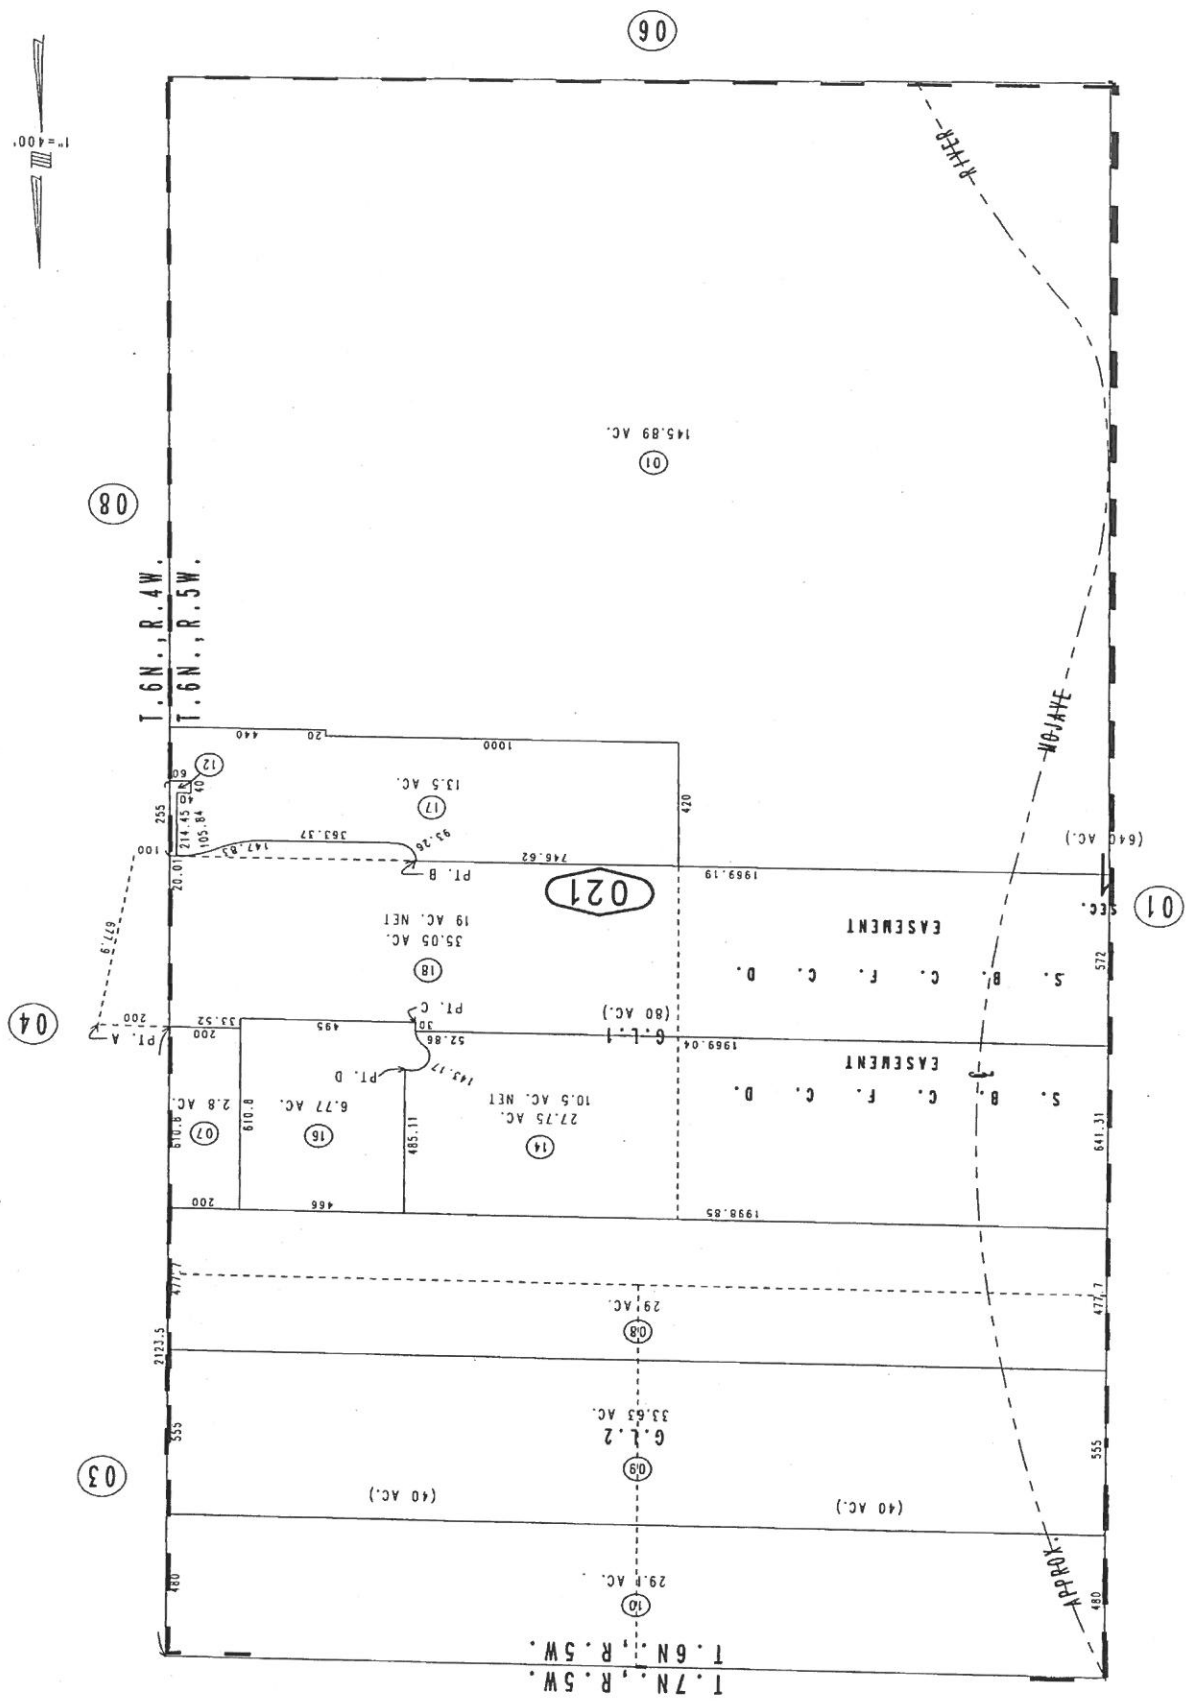 T.7N., R.5W.
T.6N., R.5W.
10
29.1 AC.
480
480
APPROX.
(40 AC.)
(40 AC.)
03
09
G.L.2
33.63 AC.
555
555
2123.5
08
29 AC.
477.7
477.7
1998.85
466
200
07
2.8 AC.
610.8
610.8
16
6.77 AC.
485.11
14
27.75 AC.
10.5 AC. NET
641.31
S. B. C. F. C. D.
EASEMENT
3
143.17
PT. D
1969.04
G.L.1
(80 AC.)
52.86
30
495
33.52
200
200
PT. A
PT. C
04
677.9
18
35.05 AC.
19 AC. NET
S. B. C. F. C. D.
EASEMENT
572
01
SEC.
(640 AC.)
021
PT. B
20.01
1969.19
746.62
93.26
363.37
147.83
100
105.84
214.45
255
40
40
60
12
17
13.5 AC.
420
1000
20
440
T.6N.,R.4W.
T.6N.,R.5W.
MOJAVE
RIVER
08
01
145.89 AC.
1"=400'
06